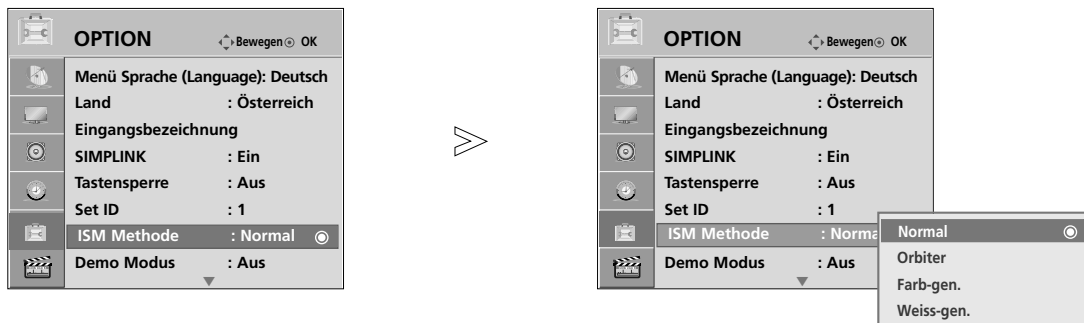 OPTION Bewegen OK
Menü Sprache (Language): Deutsch
Land : Österreich
Eingangsbezeichnung
SIMPLINK : Ein
Tastensperre : Aus
Set ID : 1
ISM Methode : Normal
Demo Modus : Aus
OPTION Bewegen OK
Menü Sprache (Language): Deutsch
Land : Österreich
Eingangsbezeichnung
SIMPLINK : Ein
Tastensperre : Aus
Set ID : 1
ISM Methode : Norma
Demo Modus : Aus
Normal
Orbiter
Farb-gen.
Weiss-gen.